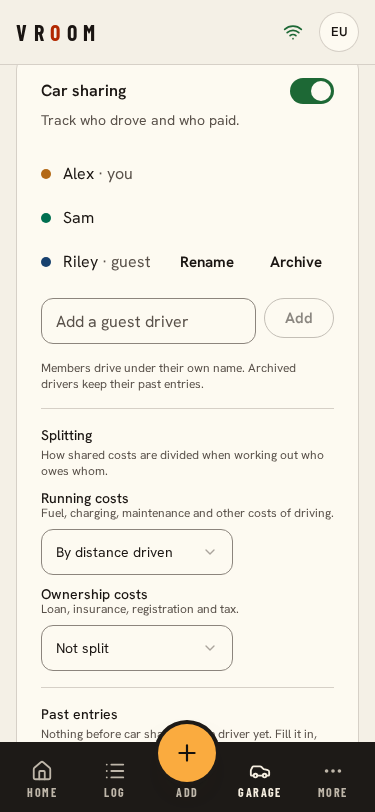 VROOM
EU
Car sharing
Track who drove and who paid.
Alex · you
Sam
Riley · guest Rename Archive
Add a guest driver Add
Members drive under their own name. Archived
drivers keep their past entries.
Splitting
How shared costs are divided when working out who
owes whom.
Running costs
Fuel, charging, maintenance and other costs of driving.
By distance driven
Ownership costs
Loan, insurance, registration and tax.
Not split
Past entries
Nothing before car driver yet. Fill it in,
HOME LOG ADD GARAGE MORE